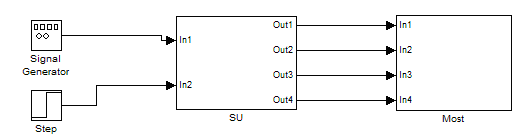 Signal
Generator
Step
In1
In2
Out1
Out2
Out3
Out4
SU
In1
In2
In3
In4
Most